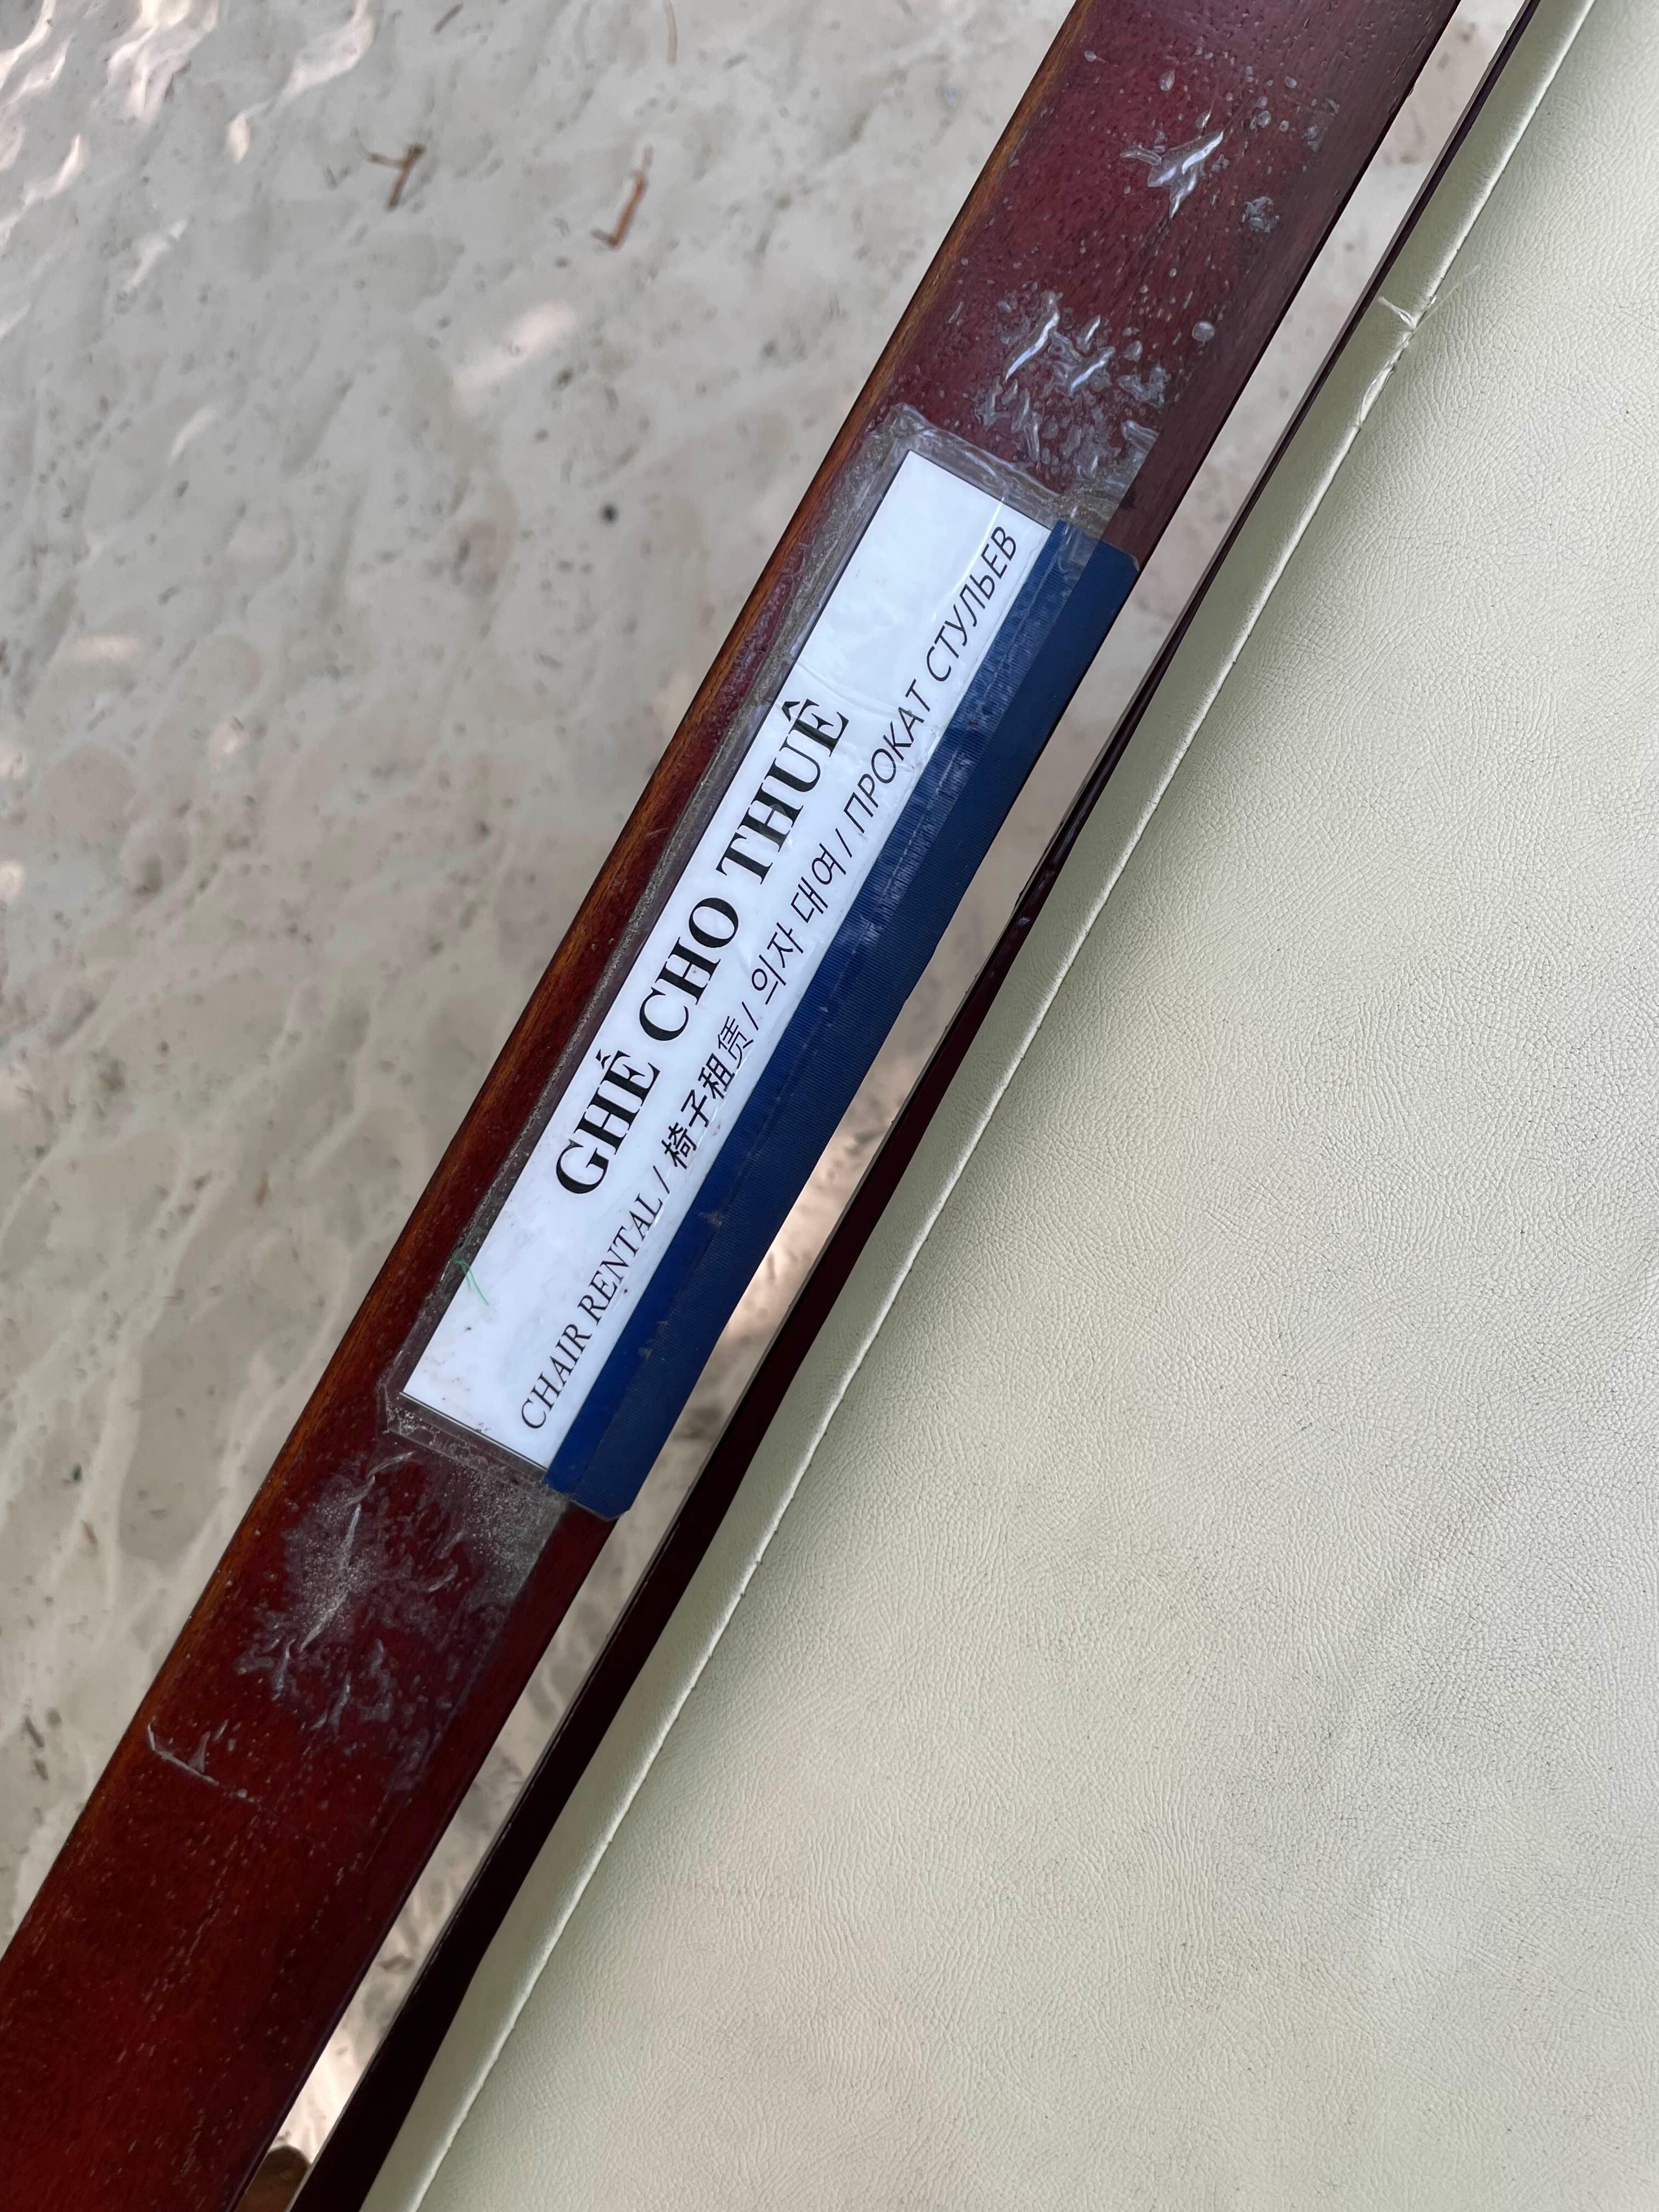 GHẾ CHO THUÊ
CHAIR RENTAL / 椅子租赁 / 의자 대여 / ПРОКАТ СТУЛЬЕВ